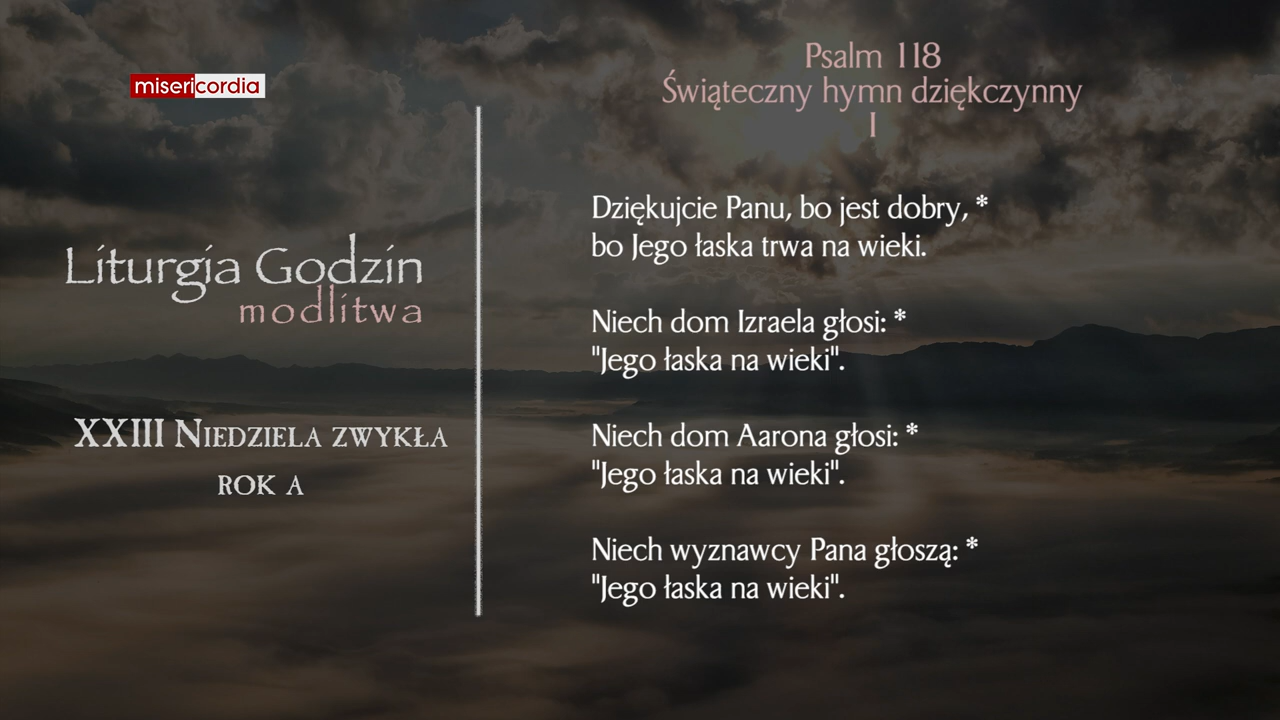 misericordia
Liturgia Godzin
modlitwa
XXIII Niedziela zwykła
rok A
Psalm 118
Świąteczny hymn dziękczynny
I
Dziękujcie Panu, bo jest dobry, *
bo Jego łaska trwa na wieki.
Niech dom Izraela głosi: *
"Jego łaska na wieki".
Niech dom Aarona głosi: *
"Jego łaska na wieki".
Niech wyznawcy Pana głoszą: *
"Jego łaska na wieki".